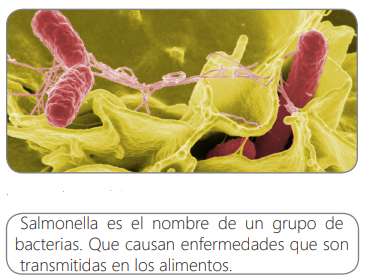 Salmonella es el nombre de un grupo de
bacterias. Que causan enfermedades que son
transmitidas en los alimentos.